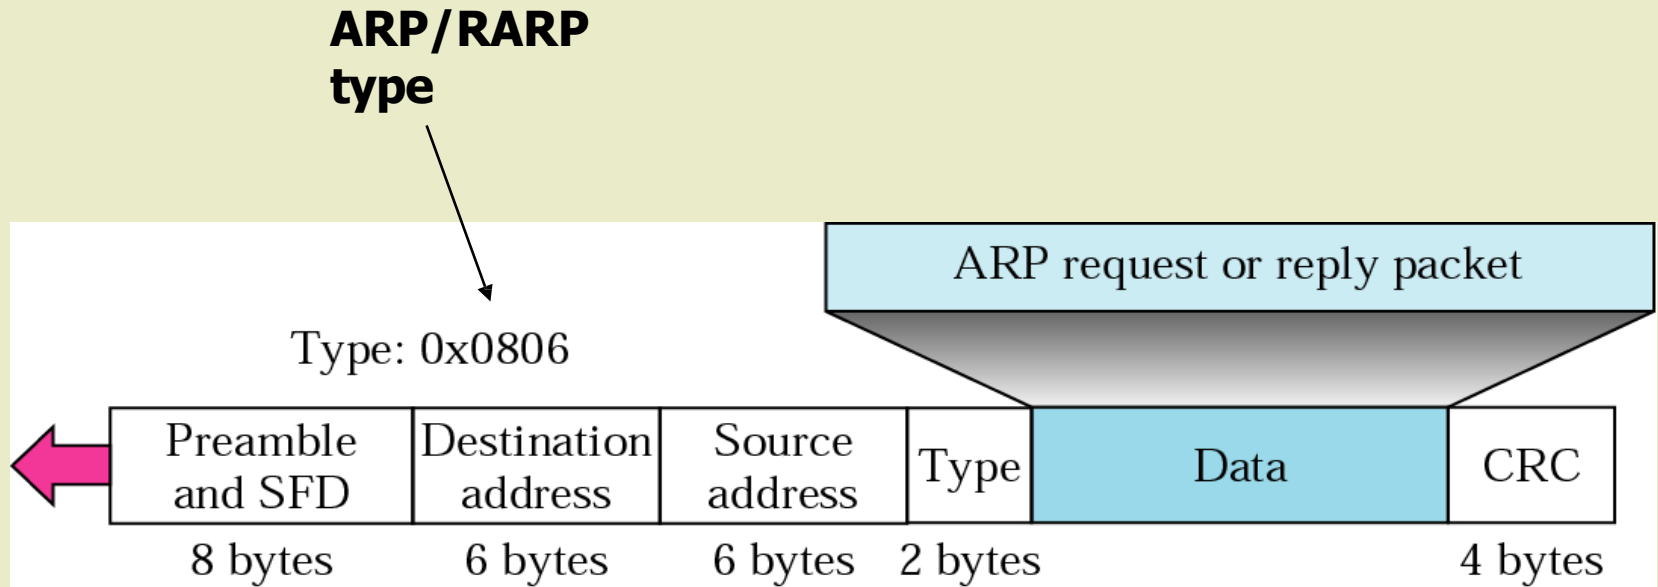 ARP/RARP
type
ARP request or reply packet
Type: 0x0806
Preamble
and SFD
Destination
address
Source
address
Type
Data
CRC
8 bytes
6 bytes
6 bytes
2 bytes
4 bytes